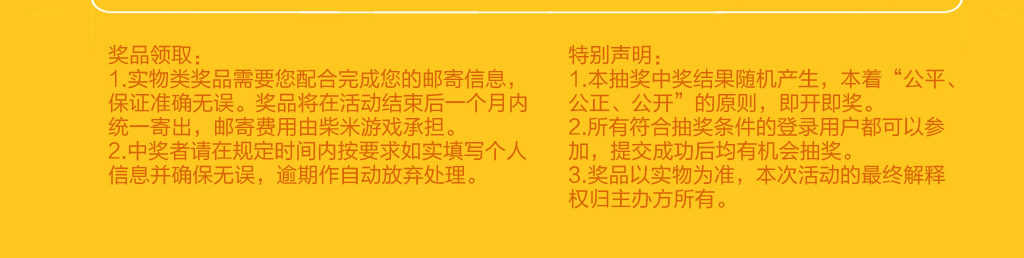 奖品领取：
1.实物类奖品需要您配合完成您的邮寄信息，
保证准确无误。奖品将在活动结束后一个月内
统一寄出，邮寄费用由柴米游戏承担。
2.中奖者请在规定时间内按要求如实填写个人
信息并确保无误，逾期作自动放弃处理。
特别声明：
1.本抽奖中奖结果随机产生，本着“公平、
公正、公开”的原则，即开即奖。
2.所有符合抽奖条件的登录用户都可以参
加，提交成功后均有机会抽奖。
3.奖品以实物为准，本次活动的最终解释
权归主办方所有。